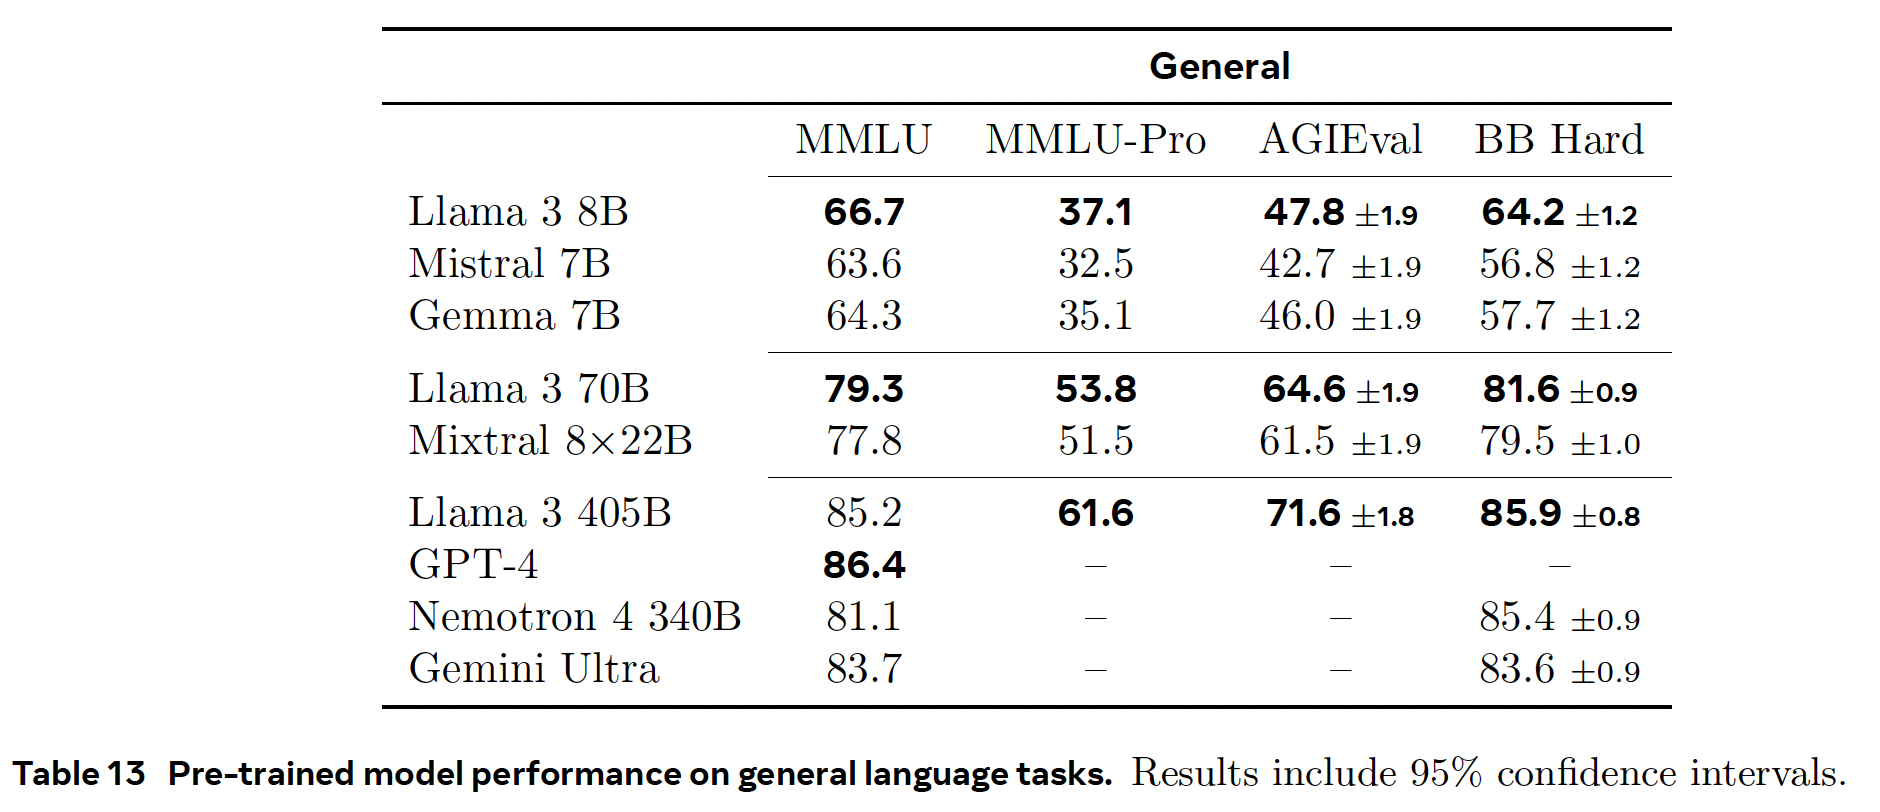 General
MMLU MMLU-Pro AGIEval BB Hard
Llama 3 8B 66.7 37.1 47.8 ±1.9 64.2 ±1.2
Mistral 7B 63.6 32.5 42.7 ±1.9 56.8 ±1.2
Gemma 7B 64.3 35.1 46.0 ±1.9 57.7 ±1.2
Llama 3 70B 79.3 53.8 64.6 ±1.9 81.6 ±0.9
Mixtral 8×22B 77.8 51.5 61.5 ±1.9 79.5 ±1.0
Llama 3 405B 85.2 61.6 71.6 ±1.8 85.9 ±0.8
GPT-4 86.4 – – –
Nemotron 4 340B 81.1 – – 85.4 ±0.9
Gemini Ultra 83.7 – – 83.6 ±0.9
Table 13 Pre-trained model performance on general language tasks. Results include 95% confidence intervals.